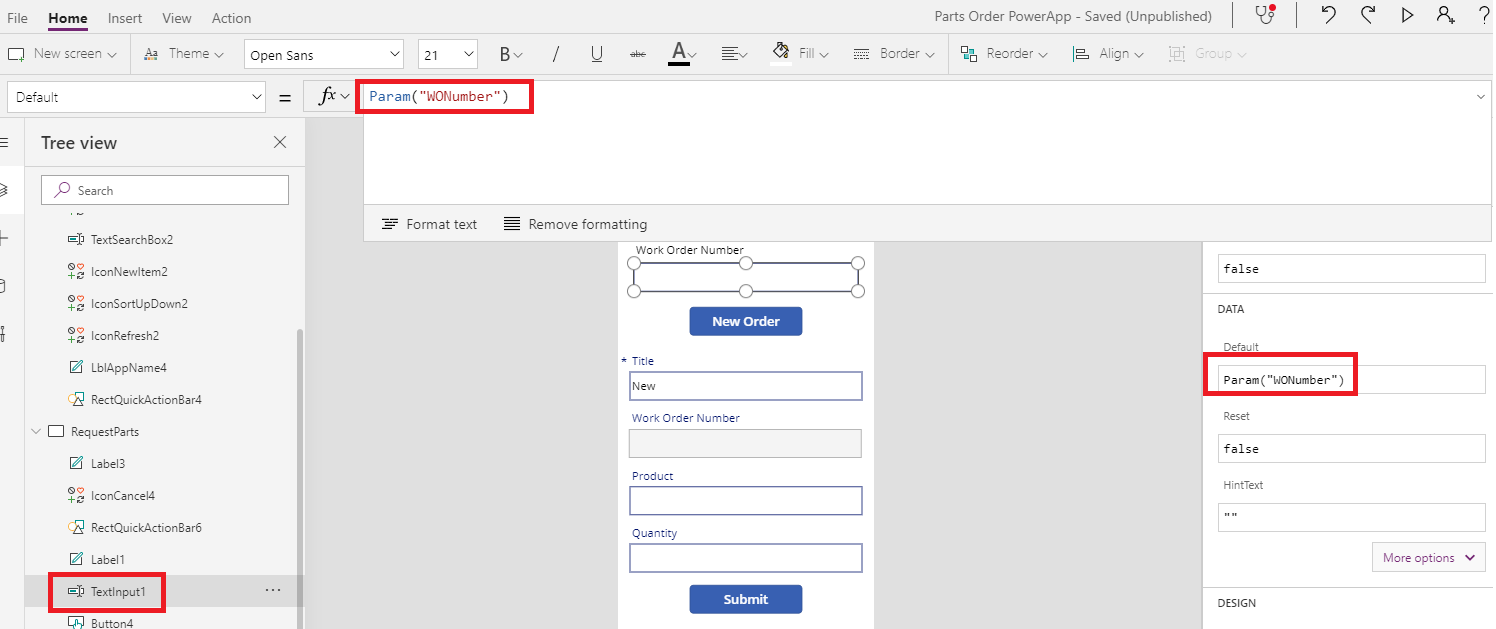 File Home Insert View Action
Parts Order PowerApp - Saved (Unpublished)
New screen Theme Open Sans 21 B / U abc A Fill Border Reorder Align Group
Default = fx Param("WONumber")
Tree view
Search
Format text Remove formatting
TextSearchBox2
IconNewItem2
IconSortUpDown2
IconRefresh2
LblAppName4
RectQuickActionBar4
RequestParts
Label3
IconCancel4
RectQuickActionBar6
Label1
TextInput1 ...
Button4
Work Order Number
New Order
* Title
New
Work Order Number
Product
Quantity
Submit
false
DATA
Default
Param("WONumber")
Reset
false
HintText
""
More options
DESIGN